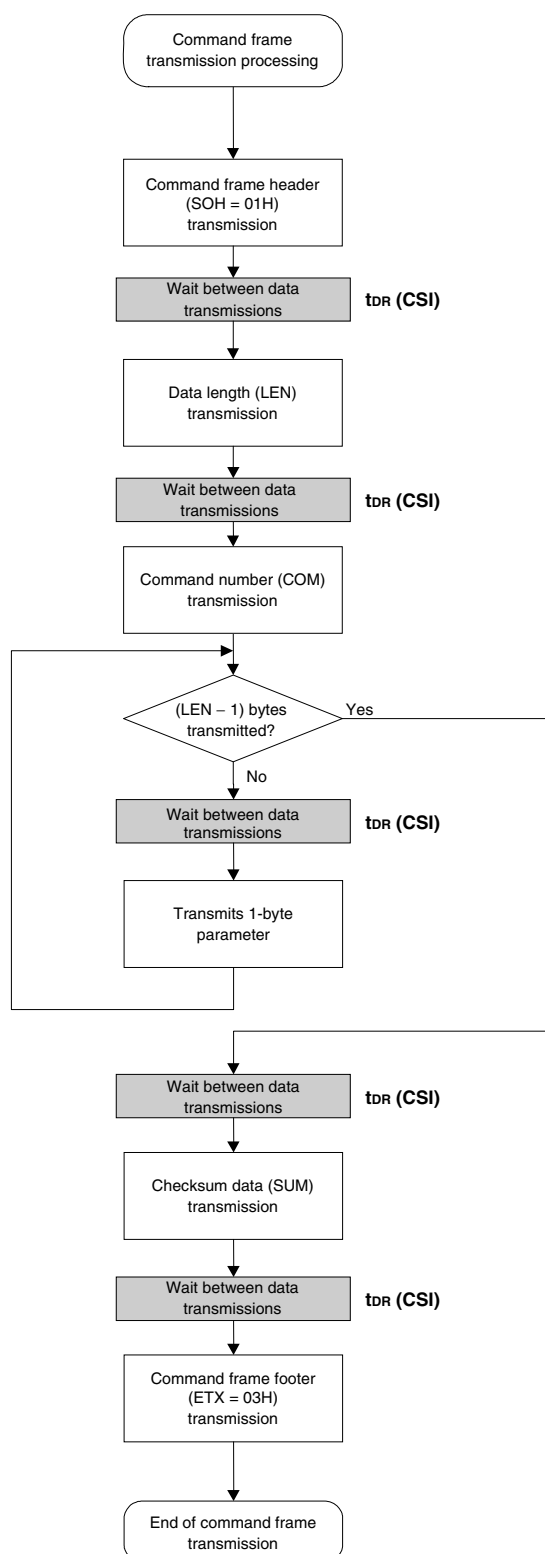 Command frame
transmission processing
Command frame header
(SOH = 01H)
transmission
Wait between data
transmissions
tDR (CSI)
Data length (LEN)
transmission
Wait between data
transmissions
tDR (CSI)
Command number (COM)
transmission
(LEN − 1) bytes
transmitted?
Yes
No
Wait between data
transmissions
tDR (CSI)
Transmits 1-byte
parameter
Wait between data
transmissions
tDR (CSI)
Checksum data (SUM)
transmission
Wait between data
transmissions
tDR (CSI)
Command frame footer
(ETX = 03H)
transmission
End of command frame
transmission